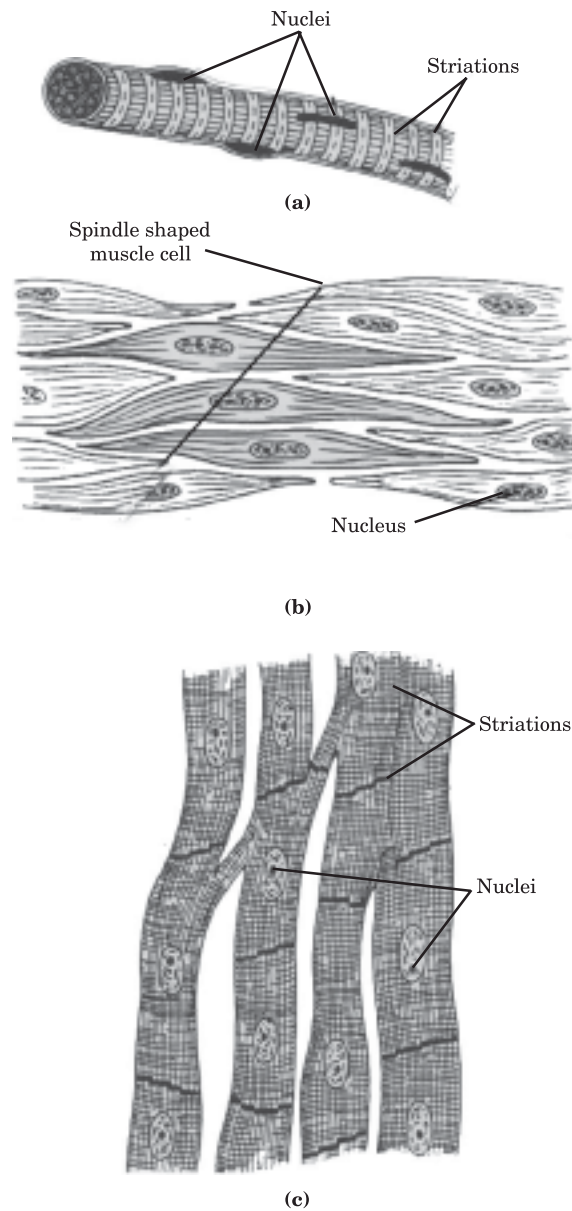 Nuclei
Striations
(a)
Spindle shaped
muscle cell
Nucleus
(b)
Striations
Nuclei
(c)